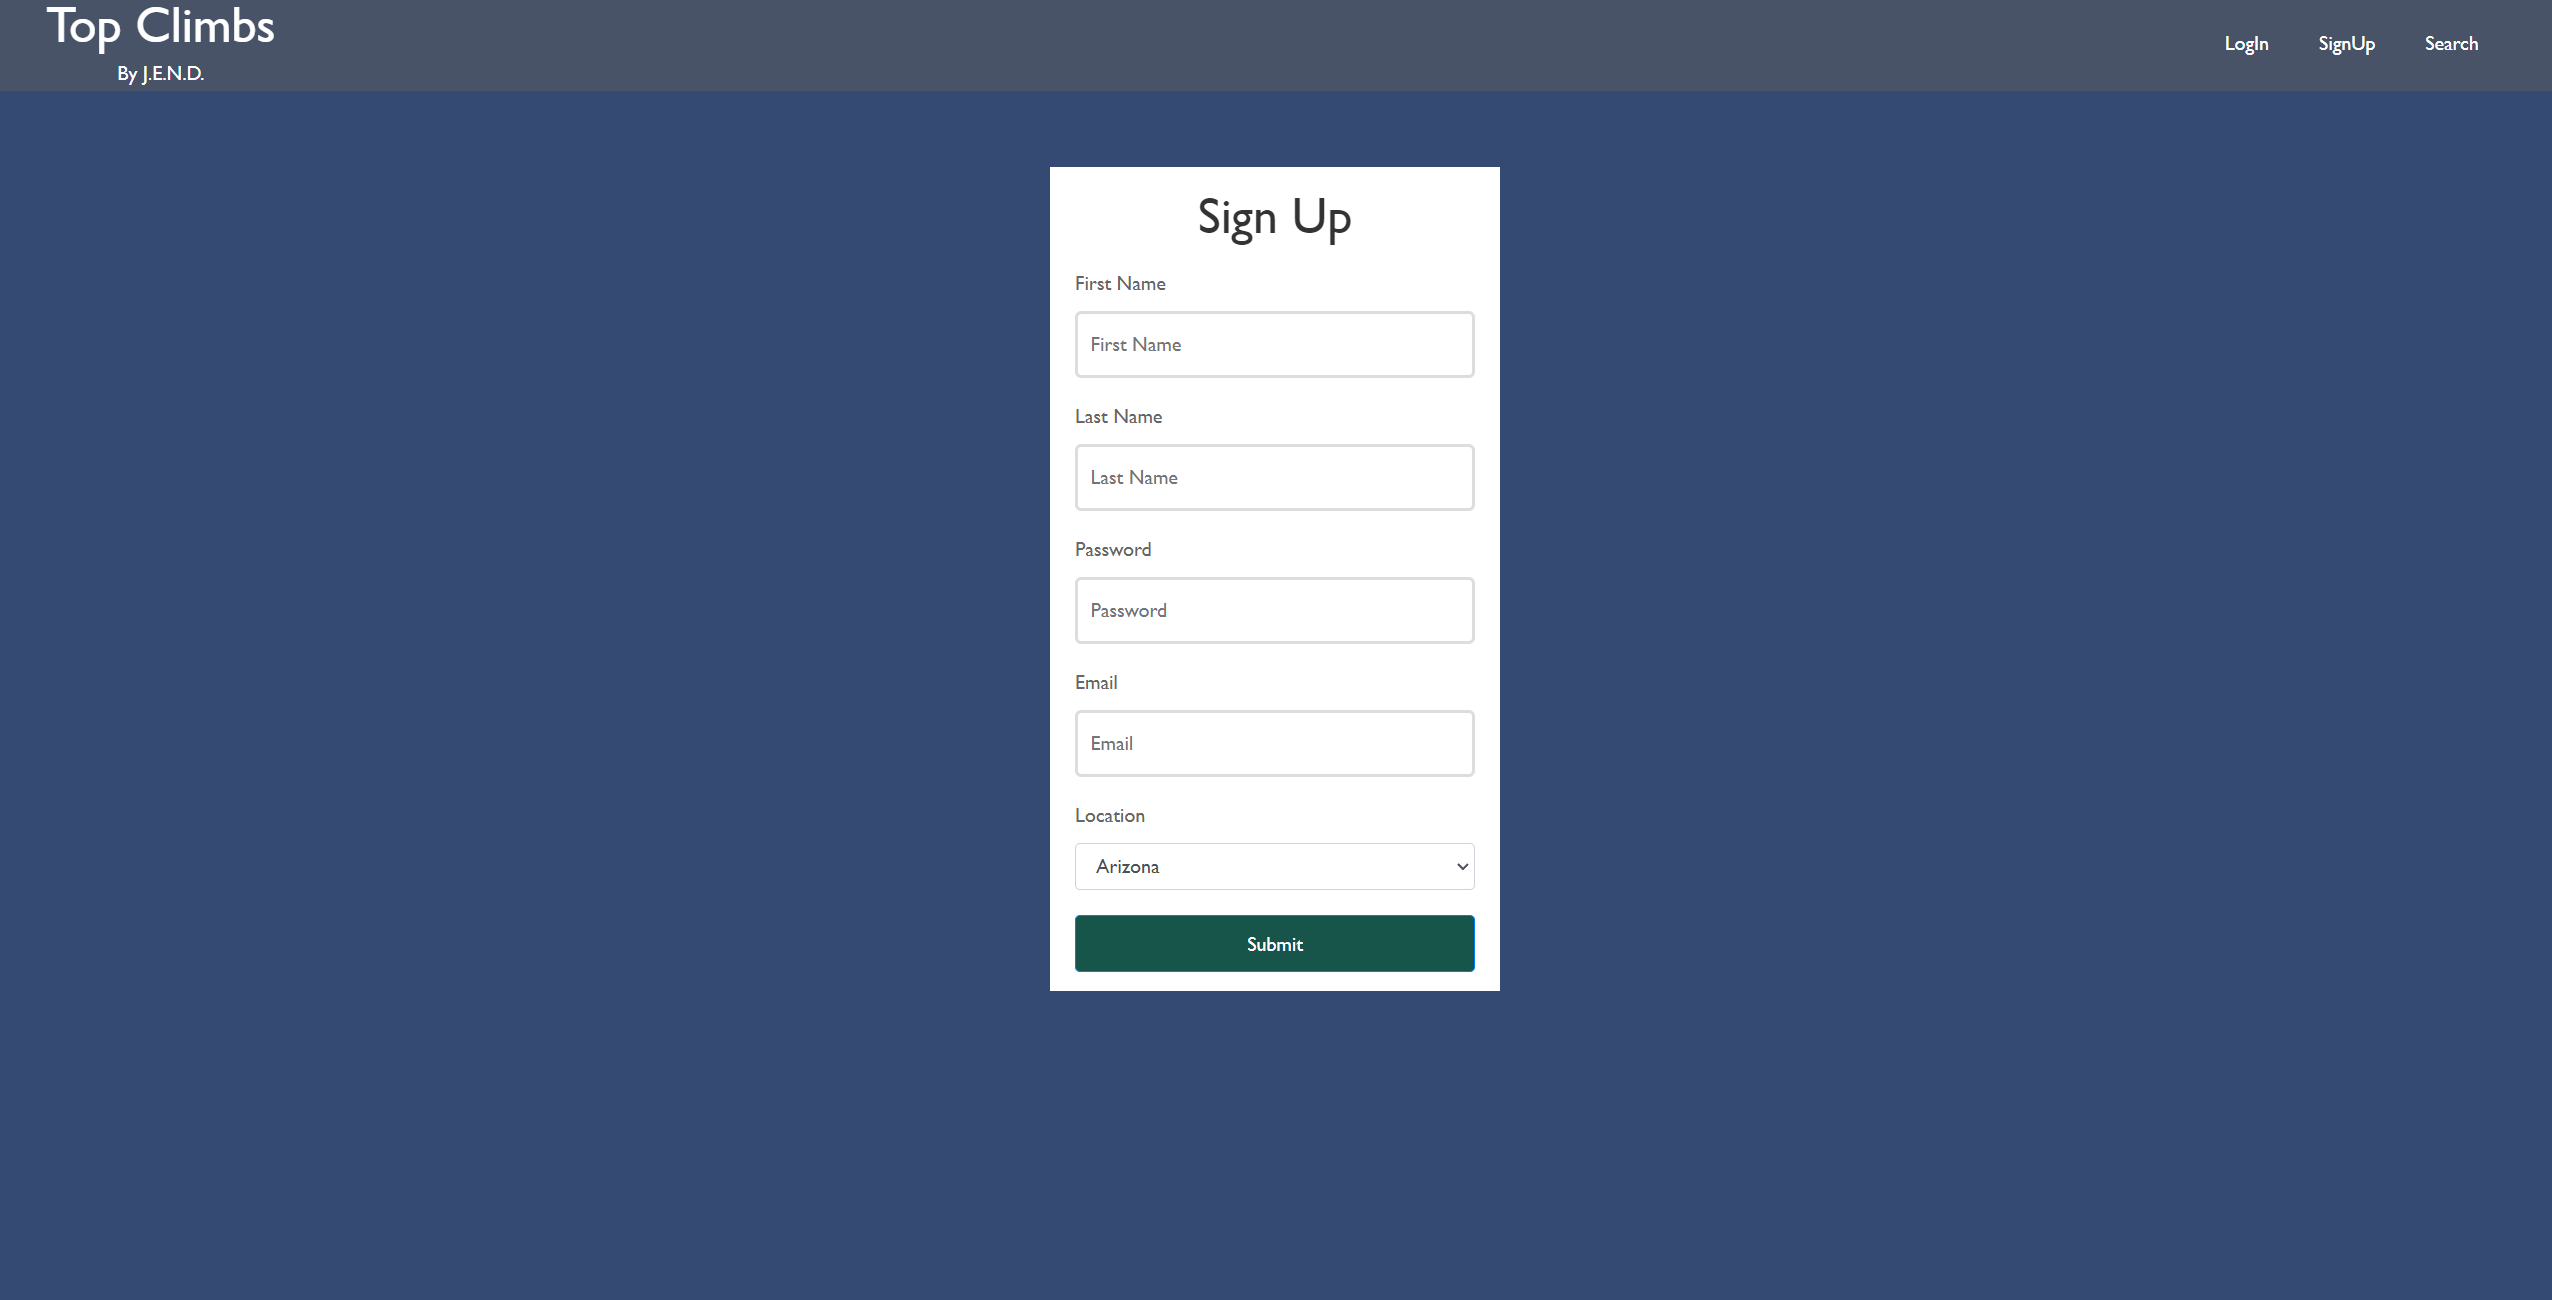 Top Climbs
By J.E.N.D.
LogIn SignUp Search
Sign Up
First Name
First Name
Last Name
Last Name
Password
Password
Email
Email
Location
Arizona
Submit